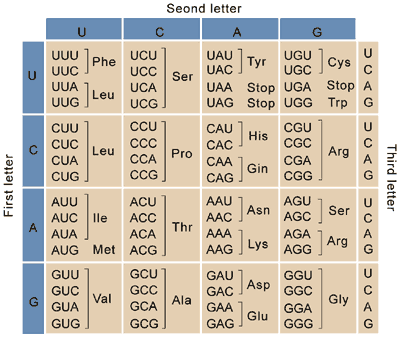 Seond letter
U C A G
First letter
Third letter
U
UUU UCU UAU UGU U
Phe Ser Tyr Cys
UUC UCC UAC UGC C
UUA UCA UAA Stop UGA Stop A
Leu
UUG UCG UAG Stop UGG Trp G
C
CUU CCU CAU CGU U
His
CUC CCC CAC CGC C
Leu Pro Arg
CUA CCA CAA CGA A
Gin
CUG CCG CAG CGG G
A
AUU ACU AAU AGU U
Asn Ser
AUC Ile ACC AAC AGC C
Thr
AUA ACA AAA AGA A
Lys Arg
AUG Met ACG AAG AGG G
G
GUU GCU GAU GGU U
Asp
GUC GCC GAC GGC C
Val Ala Gly
GUA GCA GAA GGA A
Glu
GUG GCG GAG GGG G